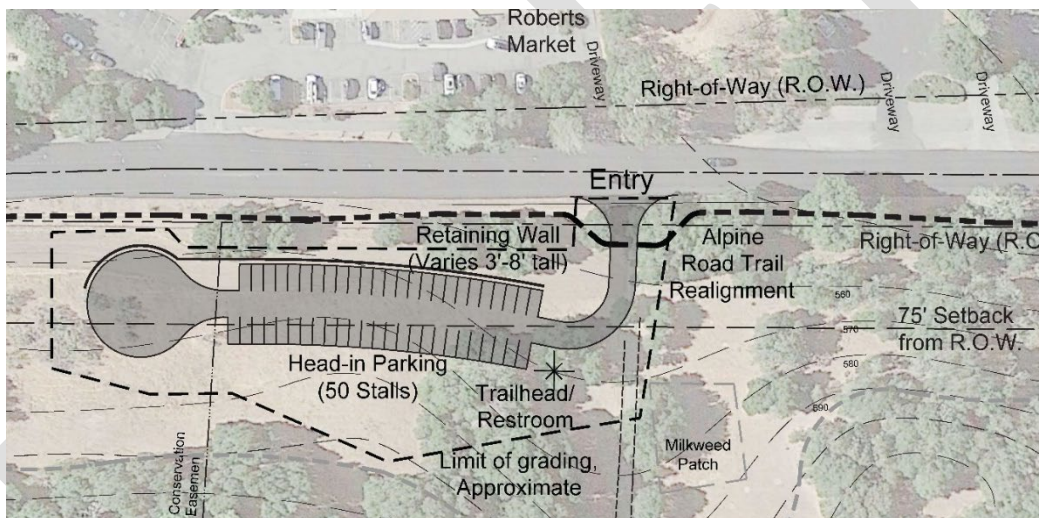 Roberts
Market
Driveway
Right-of-Way (R.O.W.)
Driveway
Driveway
Entry
Retaining Wall
(Varies 3'-8' tall)
Alpine
Road Trail
Realignment
Right-of-Way (R.O
560
570
75' Setback
from R.O.W.
580
Head-in Parking
(50 Stalls)
Trailhead/
Restroom
590
Milkweed
Patch
Limit of grading,
Approximate
Conservation
Easemen